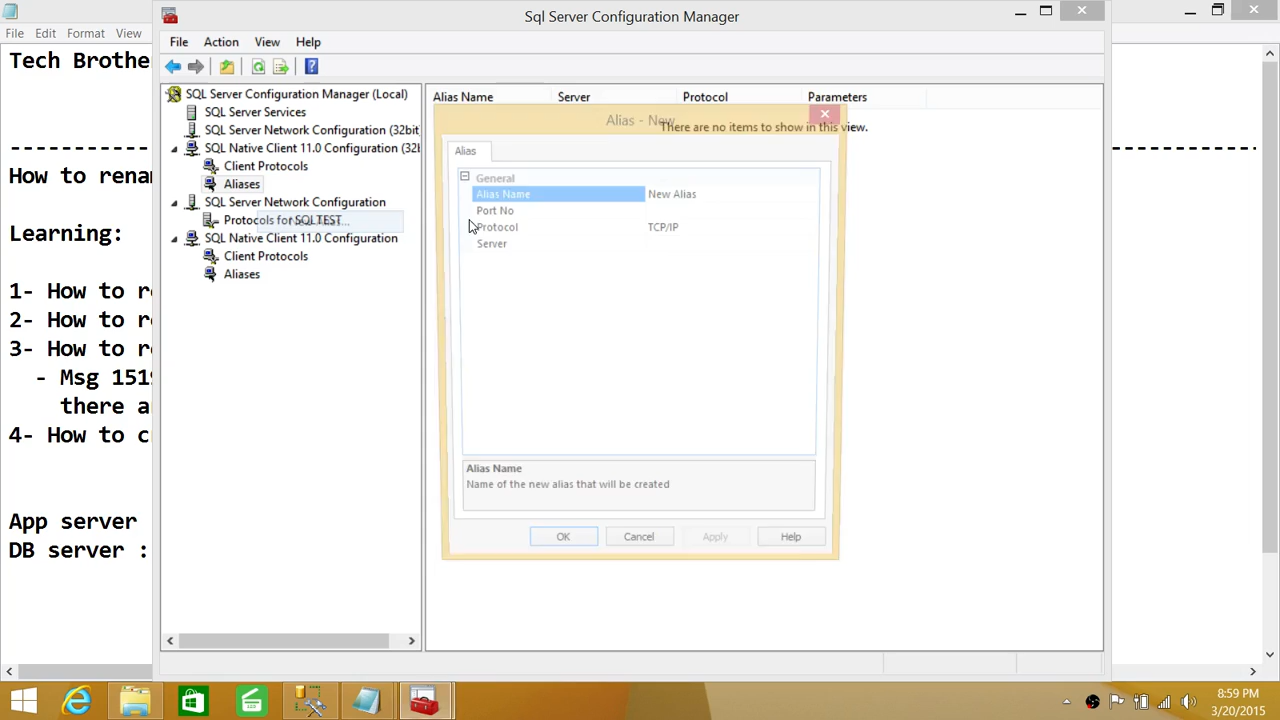 Sql Server Configuration Manager
File Edit Format View
File Action View Help
Tech Brothe
How to rena
Learning:
1- How to re
2- How to r
3- How to r
- Msg 151
there a
4- How to c
App server
DB server :
SQL Server Configuration Manager (Local)
SQL Server Services
SQL Server Network Configuration (32bit
SQL Native Client 11.0 Configuration (32
Client Protocols
Aliases
SQL Server Network Configuration
Protocols for SQLTEST
SQL Native Client 11.0 Configuration
Client Protocols
Aliases
Alias Name Server Protocol Parameters
There are no items to show in this view.
Alias - New
Alias
General
Alias Name New Alias
Port No
Protocol TCP/IP
Server
Alias Name
Name of the new alias that will be created
OK Cancel Apply Help
8:59 PM
3/20/2015